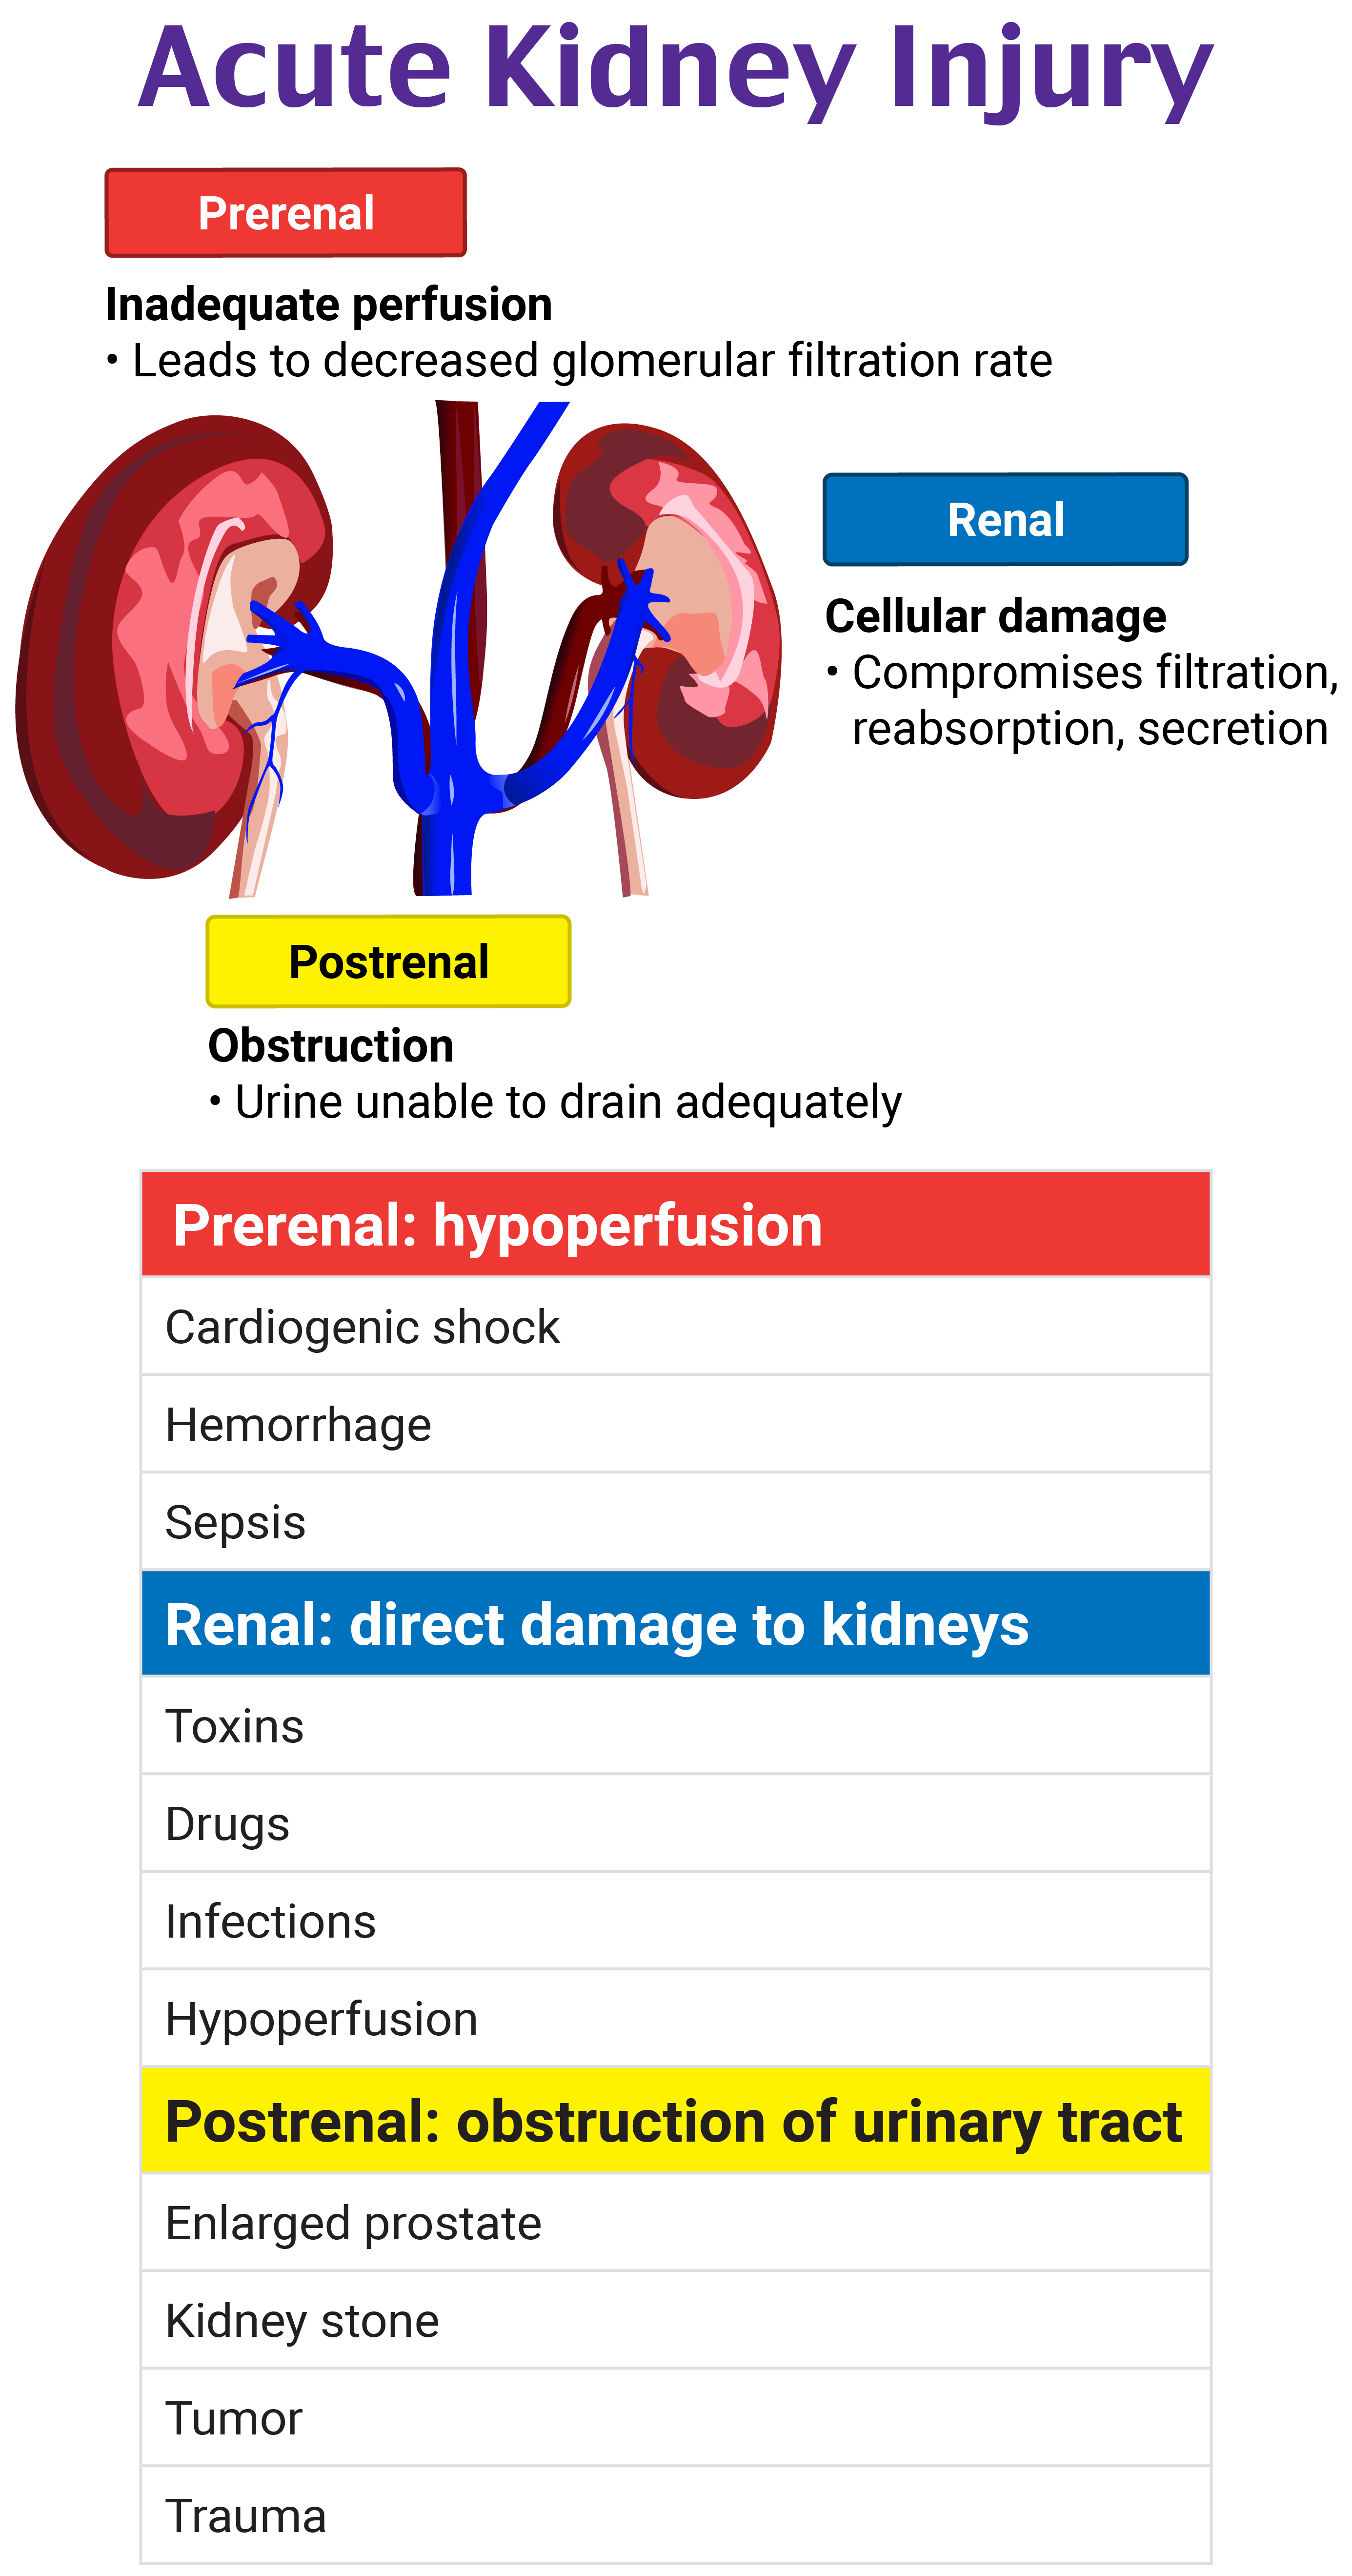 Acute Kidney Injury
Prerenal
Inadequate perfusion
• Leads to decreased glomerular filtration rate
Renal
Cellular damage
• Compromises filtration,
reabsorption, secretion
Postrenal
Obstruction
• Urine unable to drain adequately
Prerenal: hypoperfusion
Cardiogenic shock
Hemorrhage
Sepsis
Renal: direct damage to kidneys
Toxins
Drugs
Infections
Hypoperfusion
Postrenal: obstruction of urinary tract
Enlarged prostate
Kidney stone
Tumor
Trauma